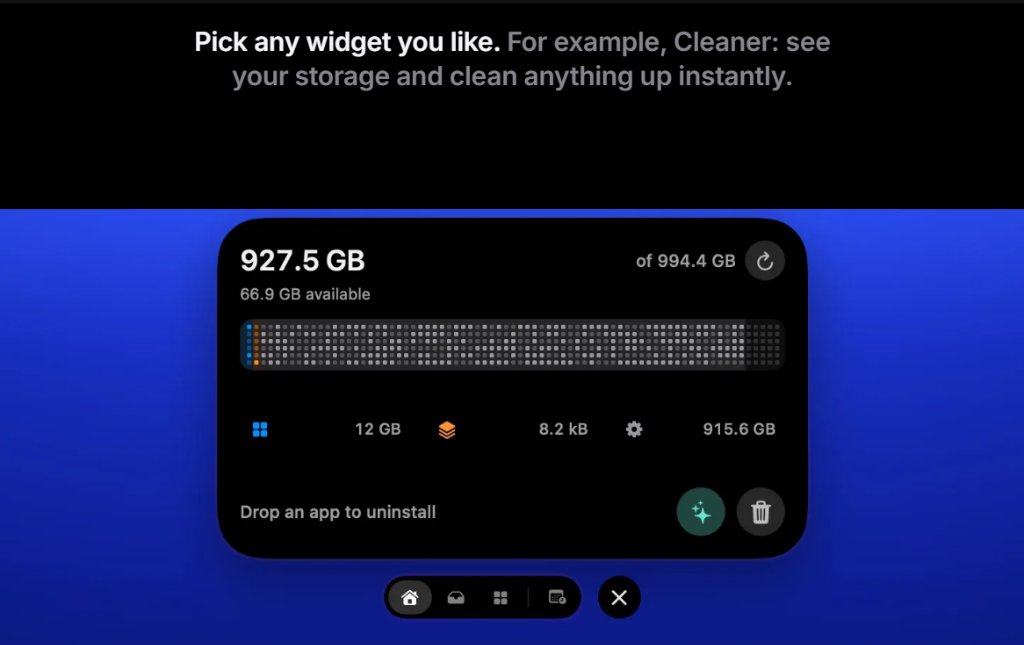 Pick any widget you like. For example, Cleaner: see
your storage and clean anything up instantly.
927.5 GB
of 994.4 GB
66.9 GB available
12 GB
8.2 kB
915.6 GB
Drop an app to uninstall